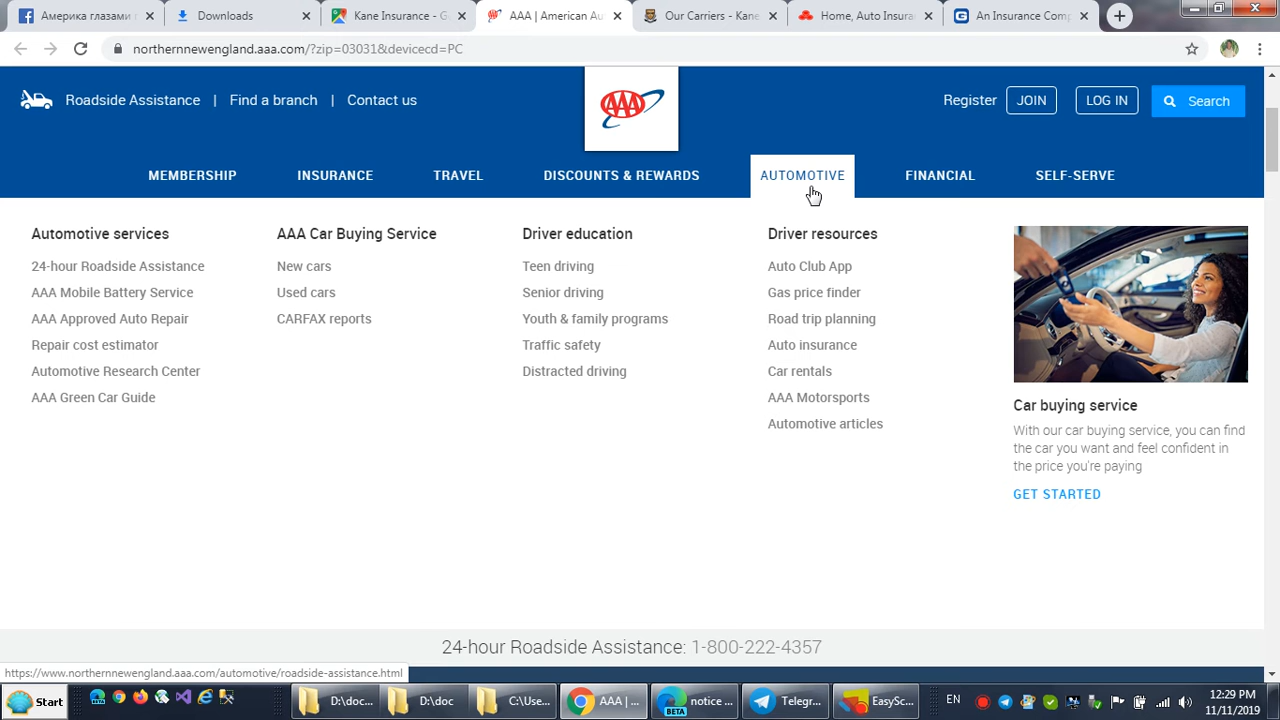 Америка глазами
Downloads
Kane Insurance - G
AAA | American Au
Our Carriers - Kane
Home, Auto Insura
An Insurance Comp
northernnewengland.aaa.com/?zip=03031&devicecd=PC
Roadside Assistance | Find a branch | Contact us
AAA
Register JOIN LOG IN Search
MEMBERSHIP INSURANCE TRAVEL DISCOUNTS & REWARDS AUTOMOTIVE FINANCIAL SELF-SERVE
Automotive services
24-hour Roadside Assistance
AAA Mobile Battery Service
AAA Approved Auto Repair
Repair cost estimator
Automotive Research Center
AAA Green Car Guide
AAA Car Buying Service
New cars
Used cars
CARFAX reports
Driver education
Teen driving
Senior driving
Youth & family programs
Traffic safety
Distracted driving
Driver resources
Auto Club App
Gas price finder
Road trip planning
Auto insurance
Car rentals
AAA Motorsports
Automotive articles
Car buying service
With our car buying service, you can find
the car you want and feel confident in
the price you're paying
GET STARTED
24-hour Roadside Assistance: 1-800-222-4357
https://www.northernnewengland.aaa.com/automotive/roadside-assistance.html
Start
D:\doc...
D:\doc
C:\Use...
AAA | ...
BETA
notice ...
Telegr...
EasySc...
EN
12:29 PM
11/11/2019